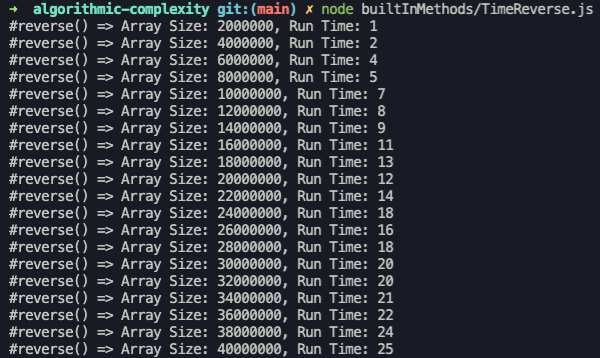 ➜ algorithmic-complexity git:(main) ✗ node builtInMethods/TimeReverse.js
#reverse() => Array Size: 2000000, Run Time: 1
#reverse() => Array Size: 4000000, Run Time: 2
#reverse() => Array Size: 6000000, Run Time: 4
#reverse() => Array Size: 8000000, Run Time: 5
#reverse() => Array Size: 10000000, Run Time: 7
#reverse() => Array Size: 12000000, Run Time: 8
#reverse() => Array Size: 14000000, Run Time: 9
#reverse() => Array Size: 16000000, Run Time: 11
#reverse() => Array Size: 18000000, Run Time: 13
#reverse() => Array Size: 20000000, Run Time: 12
#reverse() => Array Size: 22000000, Run Time: 14
#reverse() => Array Size: 24000000, Run Time: 18
#reverse() => Array Size: 26000000, Run Time: 16
#reverse() => Array Size: 28000000, Run Time: 18
#reverse() => Array Size: 30000000, Run Time: 20
#reverse() => Array Size: 32000000, Run Time: 20
#reverse() => Array Size: 34000000, Run Time: 21
#reverse() => Array Size: 36000000, Run Time: 22
#reverse() => Array Size: 38000000, Run Time: 24
#reverse() => Array Size: 40000000, Run Time: 25